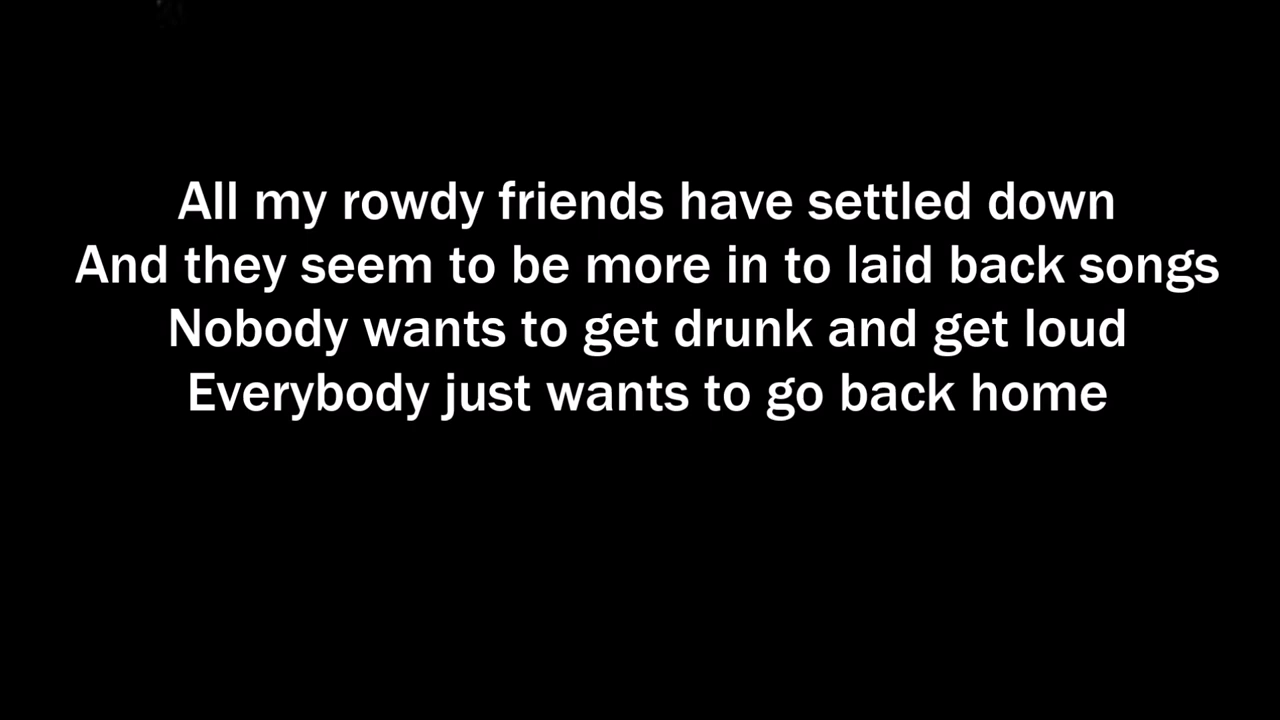 All my rowdy friends have settled down
And they seem to be more in to laid back songs
Nobody wants to get drunk and get loud
Everybody just wants to go back home